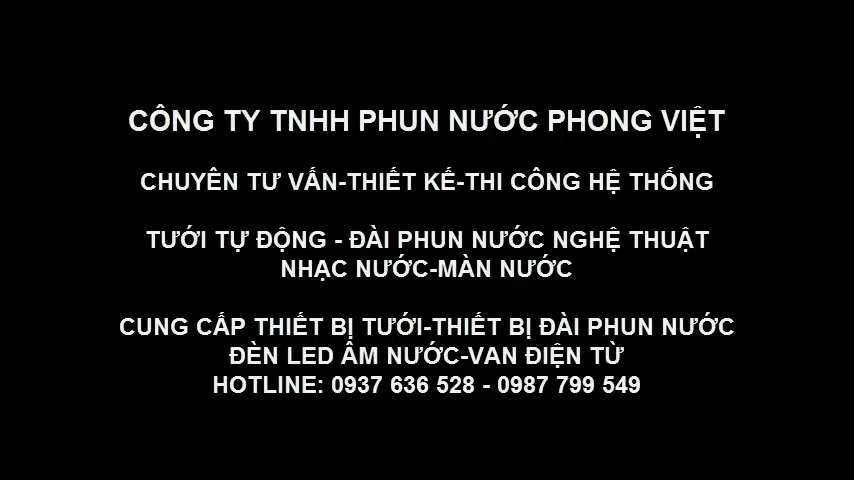 CÔNG TY TNHH PHUN NƯỚC PHONG VIỆT
CHUYÊN TƯ VẤN-THIẾT KẾ-THI CÔNG HỆ THỐNG
TƯỚI TỰ ĐỘNG - ĐÀI PHUN NƯỚC NGHỆ THUẬT
NHẠC NƯỚC-MÀN NƯỚC
CUNG CẤP THIẾT BỊ TƯỚI-THIẾT BỊ ĐÀI PHUN NƯỚC
ĐÈN LED ÂM NƯỚC-VAN ĐIỆN TỪ
HOTLINE: 0937 636 528 - 0987 799 549